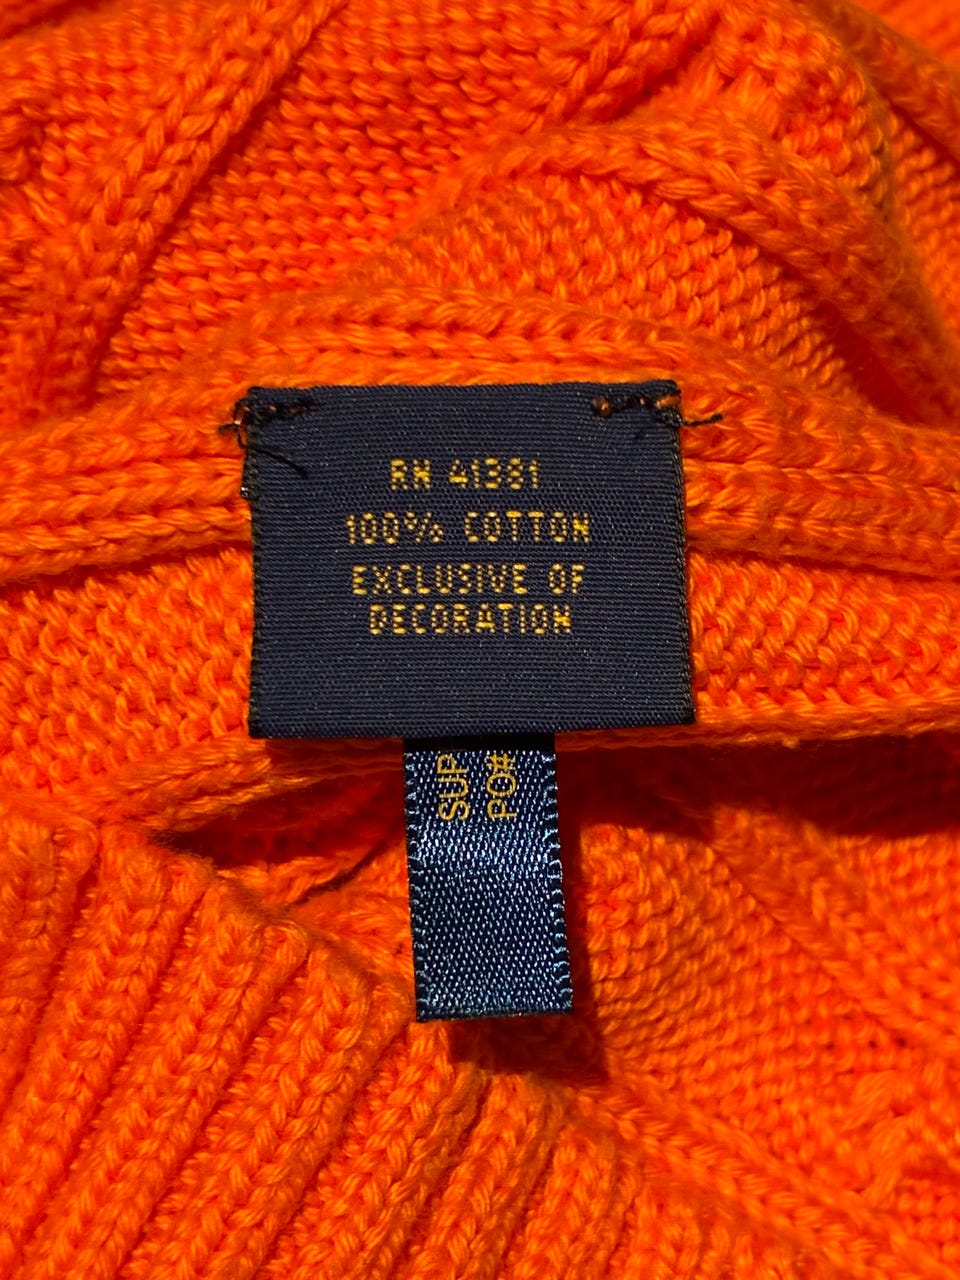 RN 41381
100% COTTON
EXCLUSIVE OF
DECORATION
SUP
PO#